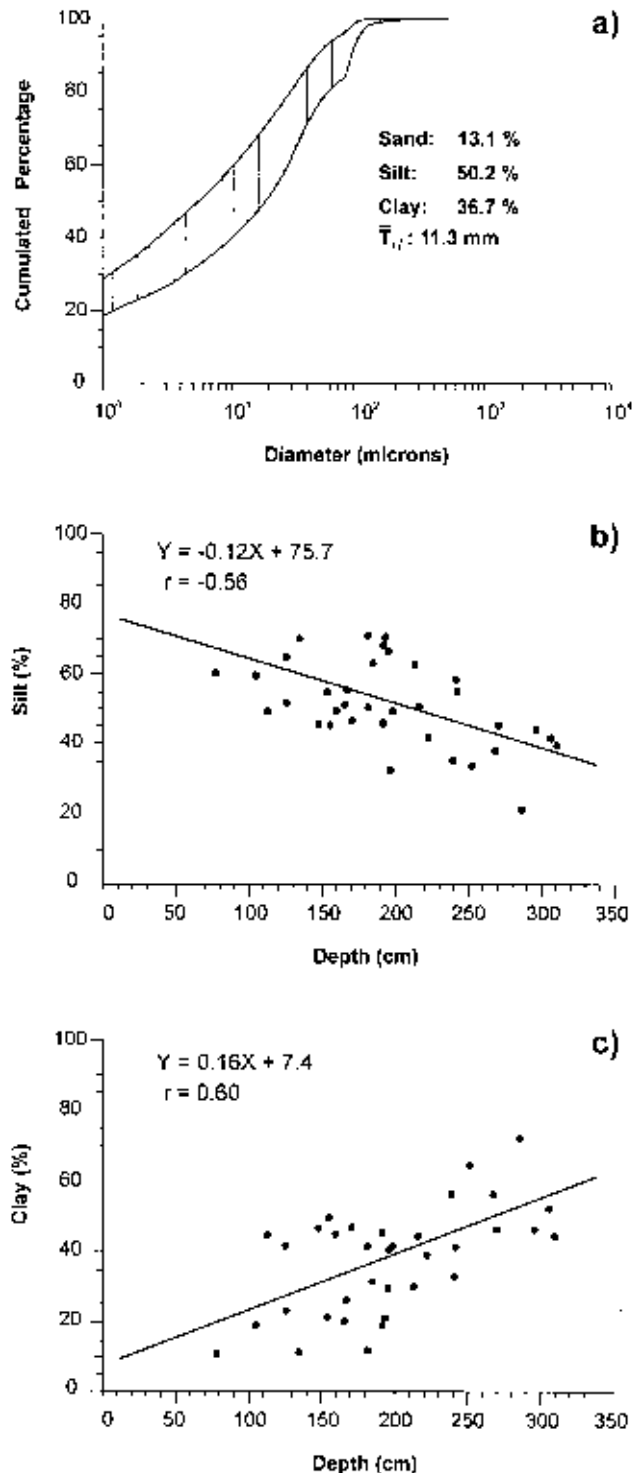 a)
100
80
60
40
20
0
Cumulated Percentage
Sand: 13.1 %
Silt: 50.2 %
Clay: 36.7 %
: 11.3 mm
10⁰
10¹
10²
10³
10⁴
Diameter (microns)
b)
100
80
60
40
20
0
Silt (%)
Y = -0.12X + 75.7
r = -0.56
0
50
100
150
200
250
300
350
Depth (cm)
c)
100
80
60
40
20
0
Clay (%)
Y = 0.16X + 7.4
r = 0.60
0
50
100
150
200
250
300
350
Depth (cm)